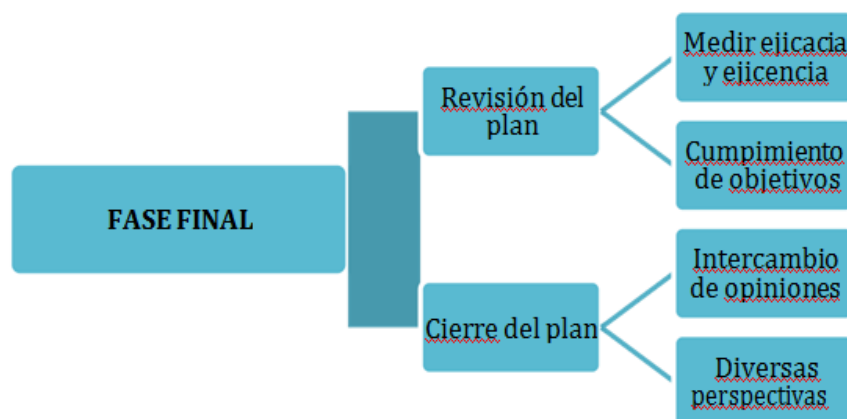 FASE FINAL
Revisión del
plan
Medir ejicacia
y ejicencia
Cumpimiento
de objetivos
Cierre del plan
Intercambio
de opiniones
Diversas
perspectivas